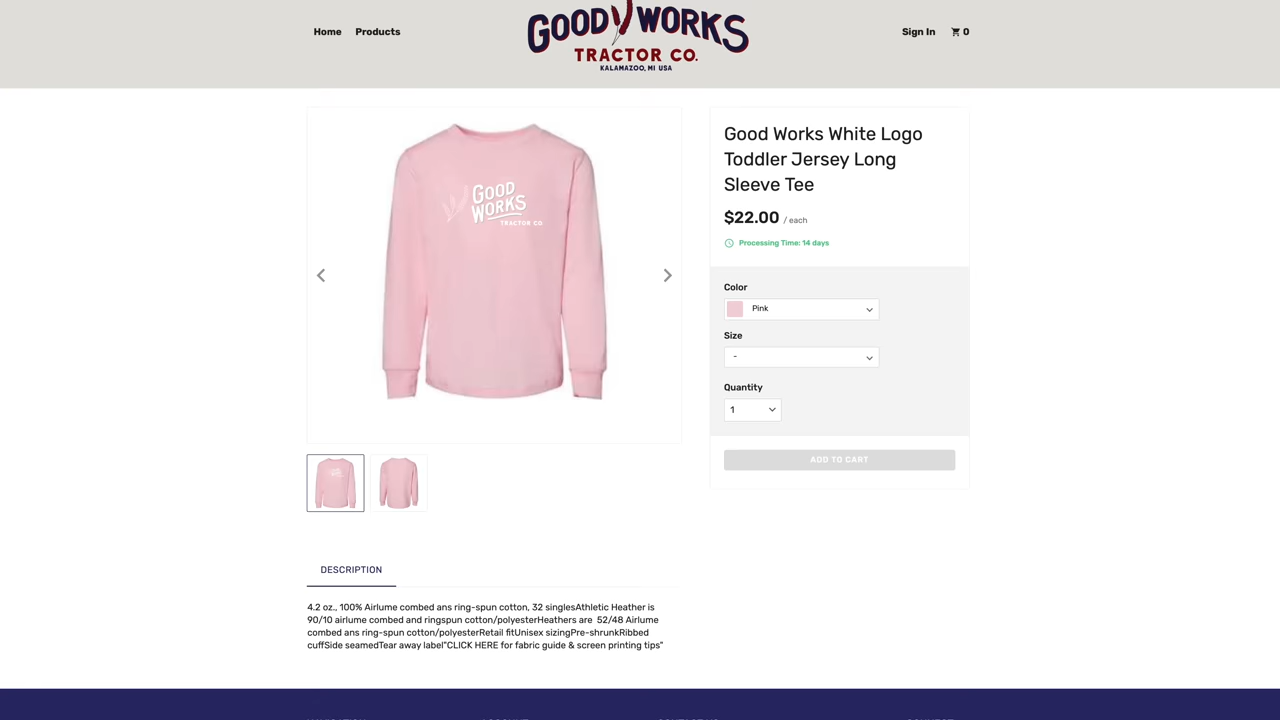 Home
Products
GOOD WORKS
TRACTOR CO.
KALAMAZOO, MI USA
Sign In
0
GOOD
WORKS
TRACTOR CO
Good Works White Logo
Toddler Jersey Long
Sleeve Tee
$22.00 / each
Processing Time: 14 days
Color
Pink
Size
-
Quantity
1
ADD TO CART
DESCRIPTION
4.2 oz., 100% Airlume combed ans ring-spun cotton, 32 singlesAthletic Heather is
90/10 airlume combed and ringspun cotton/polyesterHeathers are  52/48 Airlume
combed ans ring-spun cotton/polyesterRetail fitUnisex sizingPre-shrunkRibbed
cuffSide seamedTear away label"CLICK HERE for fabric guide & screen printing tips"